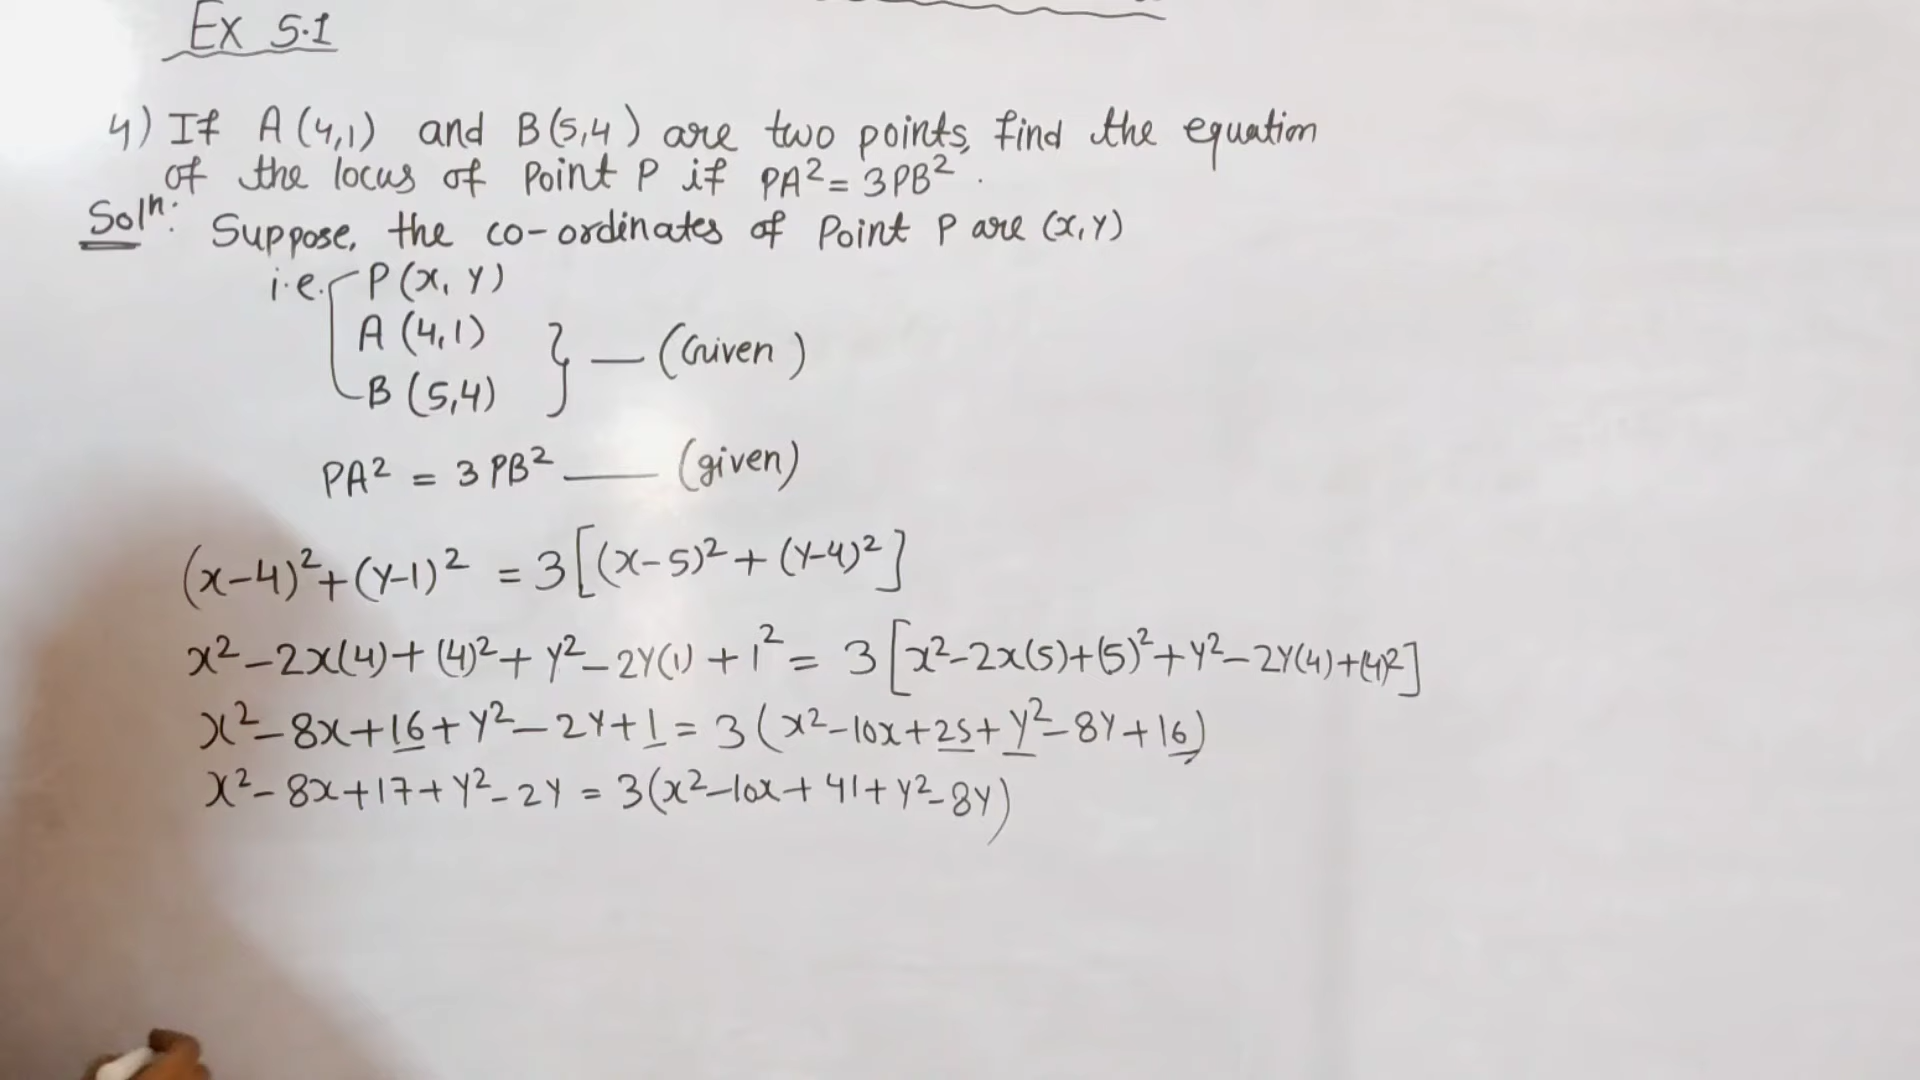 Ex 5.1
4) If A(4,1) and B(5,4) are two points, find the equation
of the locus of Point P if PA² = 3PB².
Solⁿ: Suppose, the co-ordinates of Point P are (x,y)
i.e. P(x, y)
A (4,1)
B (5,4) } — (Given)
PA² = 3 PB² — (given)
(x-4)²+(y-1)² = 3[(x-5)²+(y-4)²]
x²-2x(4)+(4)²+y²-2y(1)+1² = 3[x²-2x(5)+(5)²+y²-2y(4)+(4)²]
x²-8x+16+y²-2y+1 = 3(x²-10x+25+y²-8y+16)
x²-8x+17+y²-2y = 3(x²-10x+41+y²-8y)